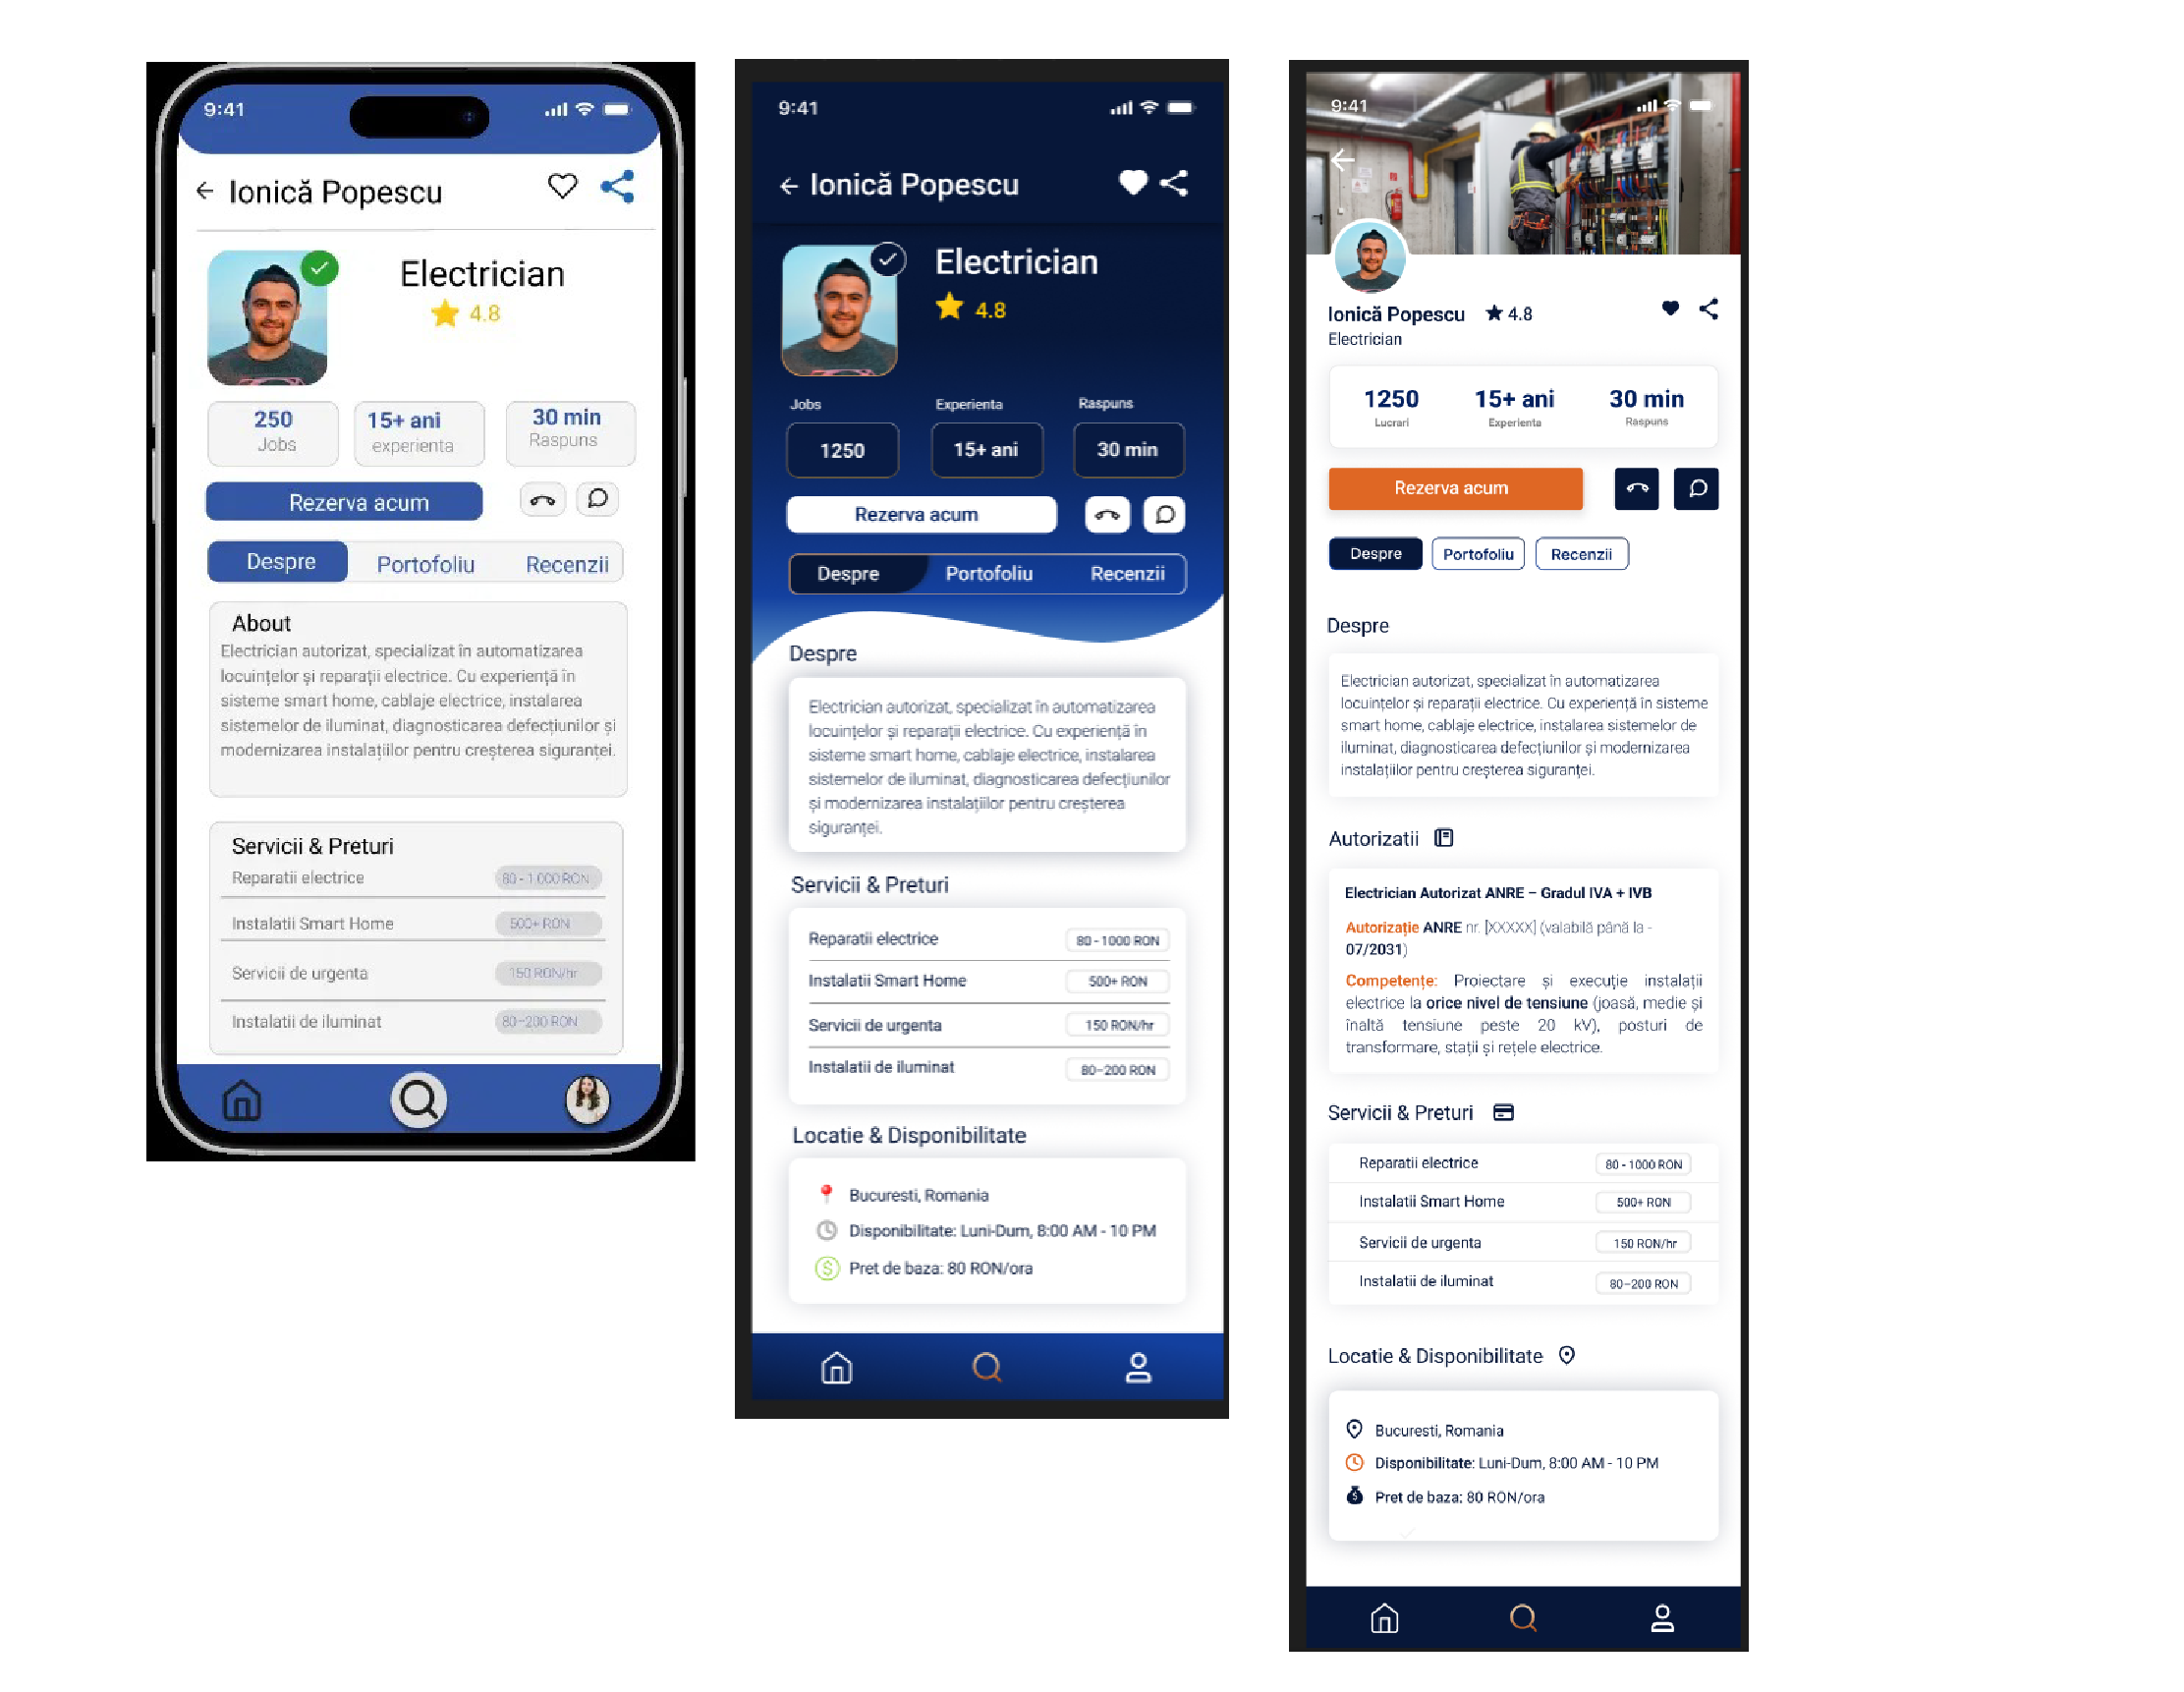 9:41
Ionică Popescu
Electrician
4.8
250
Jobs
15+ ani
experienta
30 min
Raspuns
Rezerva acum
Despre
Portofoliu
Recenzii
About
Electrician autorizat, specializat în automatizarea
locuințelor și reparații electrice. Cu experiență în
sisteme smart home, cablaje electrice, instalarea
sistemelor de iluminat, diagnosticarea defecțiunilor și
modernizarea instalațiilor pentru creșterea siguranței.
Servicii & Preturi
Reparatii electrice 80 - 1000 RON
Instalatii Smart Home 500+ RON
Servicii de urgenta 150 RON/hr
Instalatii de iluminat 80–200 RON
9:41
Ionică Popescu
Electrician
4.8
Jobs
Experienta
Raspuns
1250
15+ ani
30 min
Rezerva acum
Despre
Portofoliu
Recenzii
Despre
Electrician autorizat, specializat în automatizarea
locuințelor și reparații electrice. Cu experiență în
sisteme smart home, cablaje electrice, instalarea
sistemelor de iluminat, diagnosticarea defecțiunilor
și modernizarea instalațiilor pentru creșterea
siguranței.
Servicii & Preturi
Reparatii electrice 80 - 1000 RON
Instalatii Smart Home 500+ RON
Servicii de urgenta 150 RON/hr
Instalatii de iluminat 80–200 RON
Locatie & Disponibilitate
Bucuresti, Romania
Disponibilitate: Luni-Dum, 8:00 AM - 10 PM
Pret de baza: 80 RON/ora
9:41
Ionică Popescu
4.8
Electrician
1250
15+ ani
30 min
Lucrari
Experienta
Raspuns
Rezerva acum
Despre
Portofoliu
Recenzii
Despre
Electrician autorizat, specializat în automatizarea
locuințelor și reparații electrice. Cu experiență în sisteme
smart home, cablaje electrice, instalarea sistemelor de
iluminat, diagnosticarea defecțiunilor și modernizarea
instalațiilor pentru creșterea siguranței.
Autorizatii
Electrician Autorizat ANRE – Gradul IVA + IVB
Autorizație ANRE nr. [XXXXX] (valabilă până la -
07/2031)
Competențe: Proiectare și execuție instalații
electrice la orice nivel de tensiune (joasă, medie și
înaltă tensiune peste 20 kV), posturi de
transformare, stații și rețele electrice.
Servicii & Preturi
Reparatii electrice 80 - 1000 RON
Instalatii Smart Home 500+ RON
Servicii de urgenta 150 RON/hr
Instalatii de iluminat 80–200 RON
Locatie & Disponibilitate
Bucuresti, Romania
Disponibilitate: Luni-Dum, 8:00 AM - 10 PM
Pret de baza: 80 RON/ora